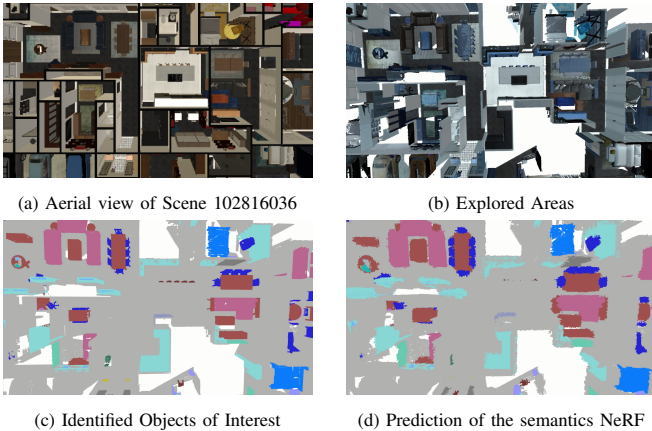 (a) Aerial view of Scene 102816036
(b) Explored Areas
(c) Identified Objects of Interest
(d) Prediction of the semantics NeRF